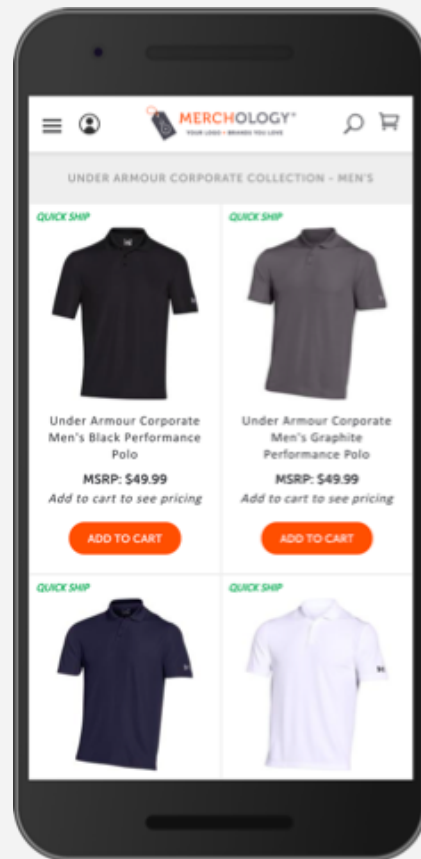 MERCHOLOGY
YOUR LOGO • BRANDS YOU LOVE
UNDER ARMOUR CORPORATE COLLECTION - MEN'S
QUICK SHIP
QUICK SHIP
Under Armour Corporate
Men's Black Performance
Polo
MSRP: $49.99
Add to cart to see pricing
ADD TO CART
Under Armour Corporate
Men's Graphite
Performance Polo
MSRP: $49.99
Add to cart to see pricing
ADD TO CART
QUICK SHIP
QUICK SHIP